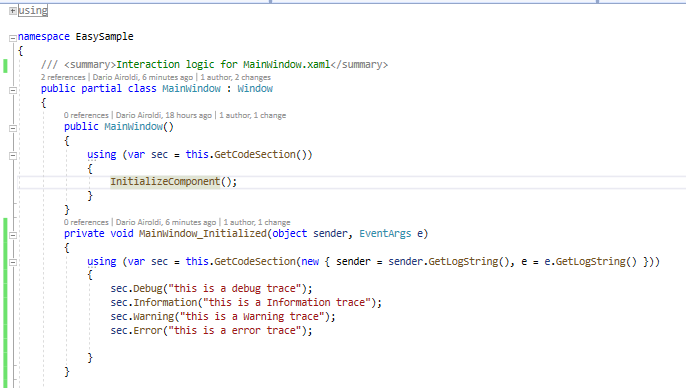 using
namespace EasySample
{
/// <summary>Interaction logic for MainWindow.xaml</summary>
2 references | Dario Airoldi, 6 minutes ago | 1 author, 2 changes
public partial class MainWindow : Window
{
0 references | Dario Airoldi, 18 hours ago | 1 author, 1 change
public MainWindow()
{
using (var sec = this.GetCodeSection())
{
InitializeComponent();
}
}
0 references | Dario Airoldi, 6 minutes ago | 1 author, 1 change
private void MainWindow_Initialized(object sender, EventArgs e)
{
using (var sec = this.GetCodeSection(new { sender = sender.GetLogString(), e = e.GetLogString() }))
{
sec.Debug("this is a debug trace");
sec.Information("this is a Information trace");
sec.Warning("this is a Warning trace");
sec.Error("this is a error trace");
}
}